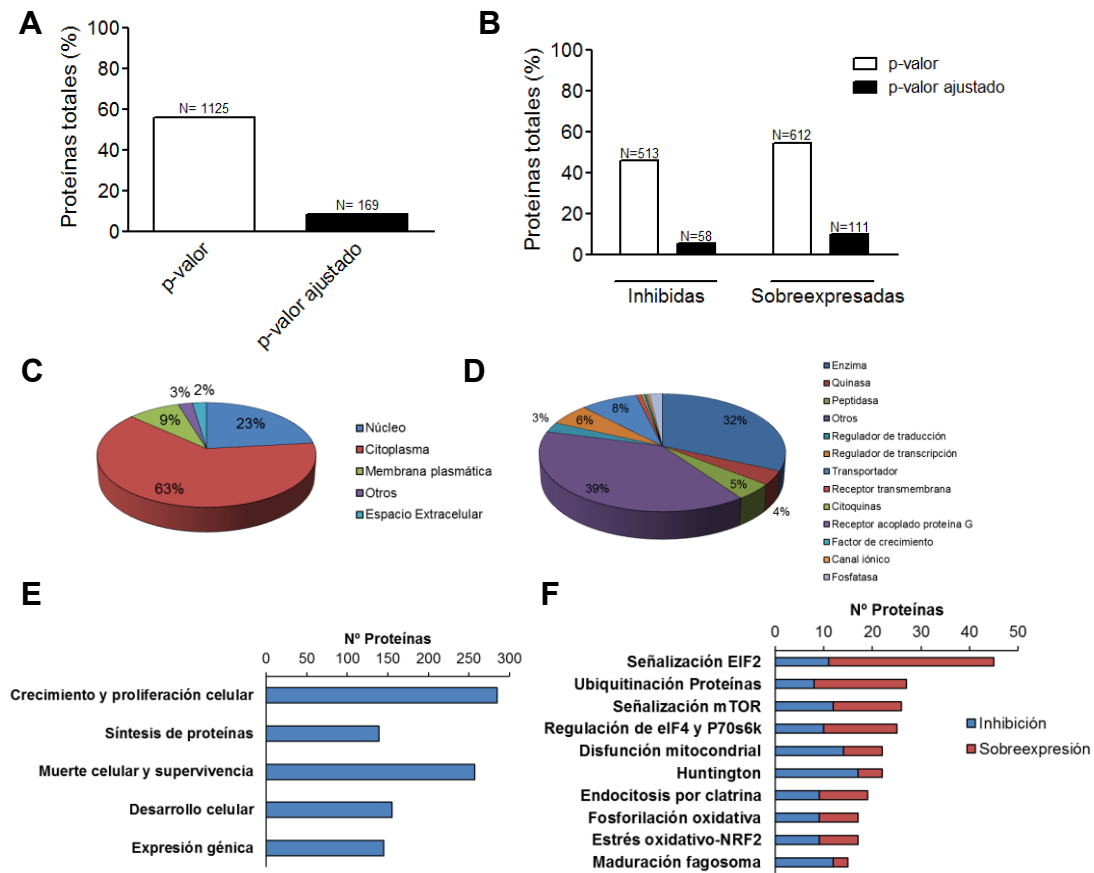 A
Proteínas totales (%)
100
80
60
40
20
0
N= 1125
N= 169
p-valor
p-valor ajustado
B
Proteínas totales (%)
100
80
60
40
20
0
N=513
N=58
N=612
N=111
Inhibidas
Sobreexpresadas
p-valor
p-valor ajustado
C
3%
2%
9%
23%
63%
Núcleo
Citoplasma
Membrana plasmática
Otros
Espacio Extracelular
D
8%
6%
3%
32%
39%
5%
4%
Enzima
Quinasa
Peptidasa
Otros
Regulador de traducción
Regulador de transcripción
Transportador
Receptor transmembrana
Citoquinas
Receptor acoplado proteína G
Factor de crecimiento
Canal iónico
Fosfatasa
E
Nº Proteínas
0 50 100 150 200 250 300
Crecimiento y proliferación celular
Síntesis de proteínas
Muerte celular y supervivencia
Desarrollo celular
Expresión génica
F
Nº Proteínas
0 10 20 30 40 50
Señalización EIF2
Ubiquitinación Proteínas
Señalización mTOR
Regulación de eIF4 y P70s6k
Disfunción mitocondrial
Huntington
Endocitosis por clatrina
Fosforilación oxidativa
Estrés oxidativo-NRF2
Maduración fagosoma
Inhibición
Sobreexpresión